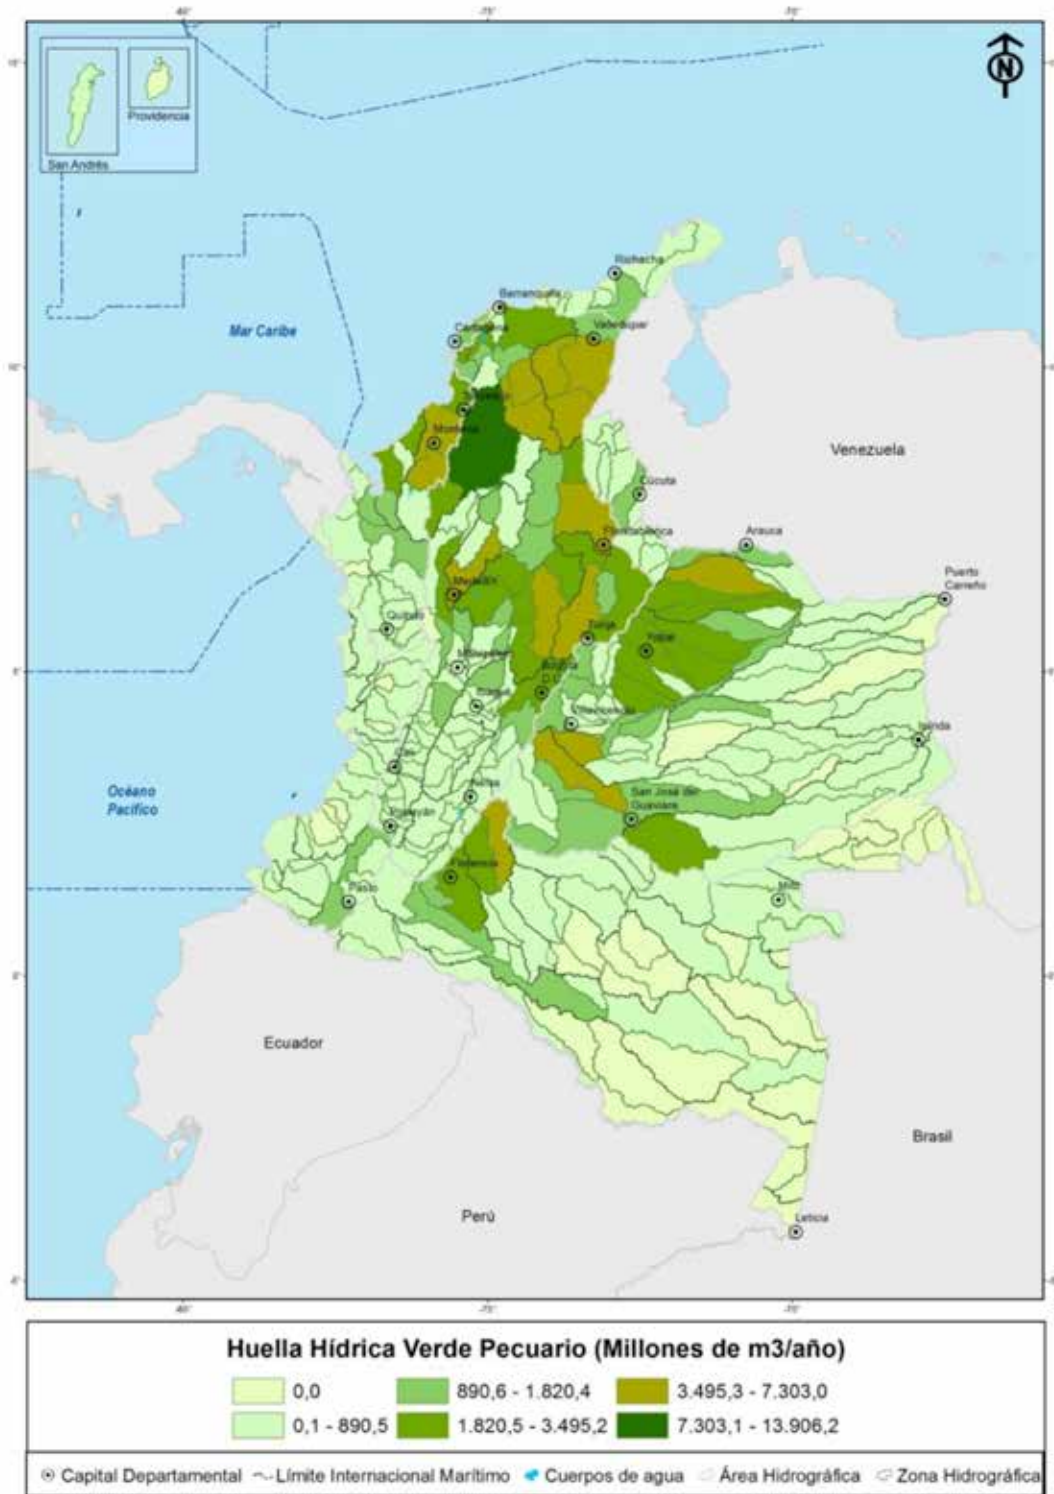 N
San Andrés
Providencia
Riohacha
Barranquilla
Cartagena
Valledupar
Mar Caribe
Montería
Venezuela
Cúcuta
Bucaramanga
Arauca
Puerto
Carreño
Medellín
Quibdó
Tunja
Yopal
Manizales
Bogotá
D.C.
Ibagué
Villavicencio
Inírida
Cali
Océano
Pacífico
Neiva
San José del
Guaviare
Popayán
Florencia
Mitú
Pasto
Ecuador
Brasil
Perú
Leticia
Huella Hídrica Verde Pecuario (Millones de m3/año)
0,0
890,6 - 1.820,4
3.495,3 - 7.303,0
0,1 - 890,5
1.820,5 - 3.495,2
7.303,1 - 13.906,2
Capital Departamental
Límite Internacional Marítimo
Cuerpos de agua
Área Hidrográfica
Zona Hidrográfica